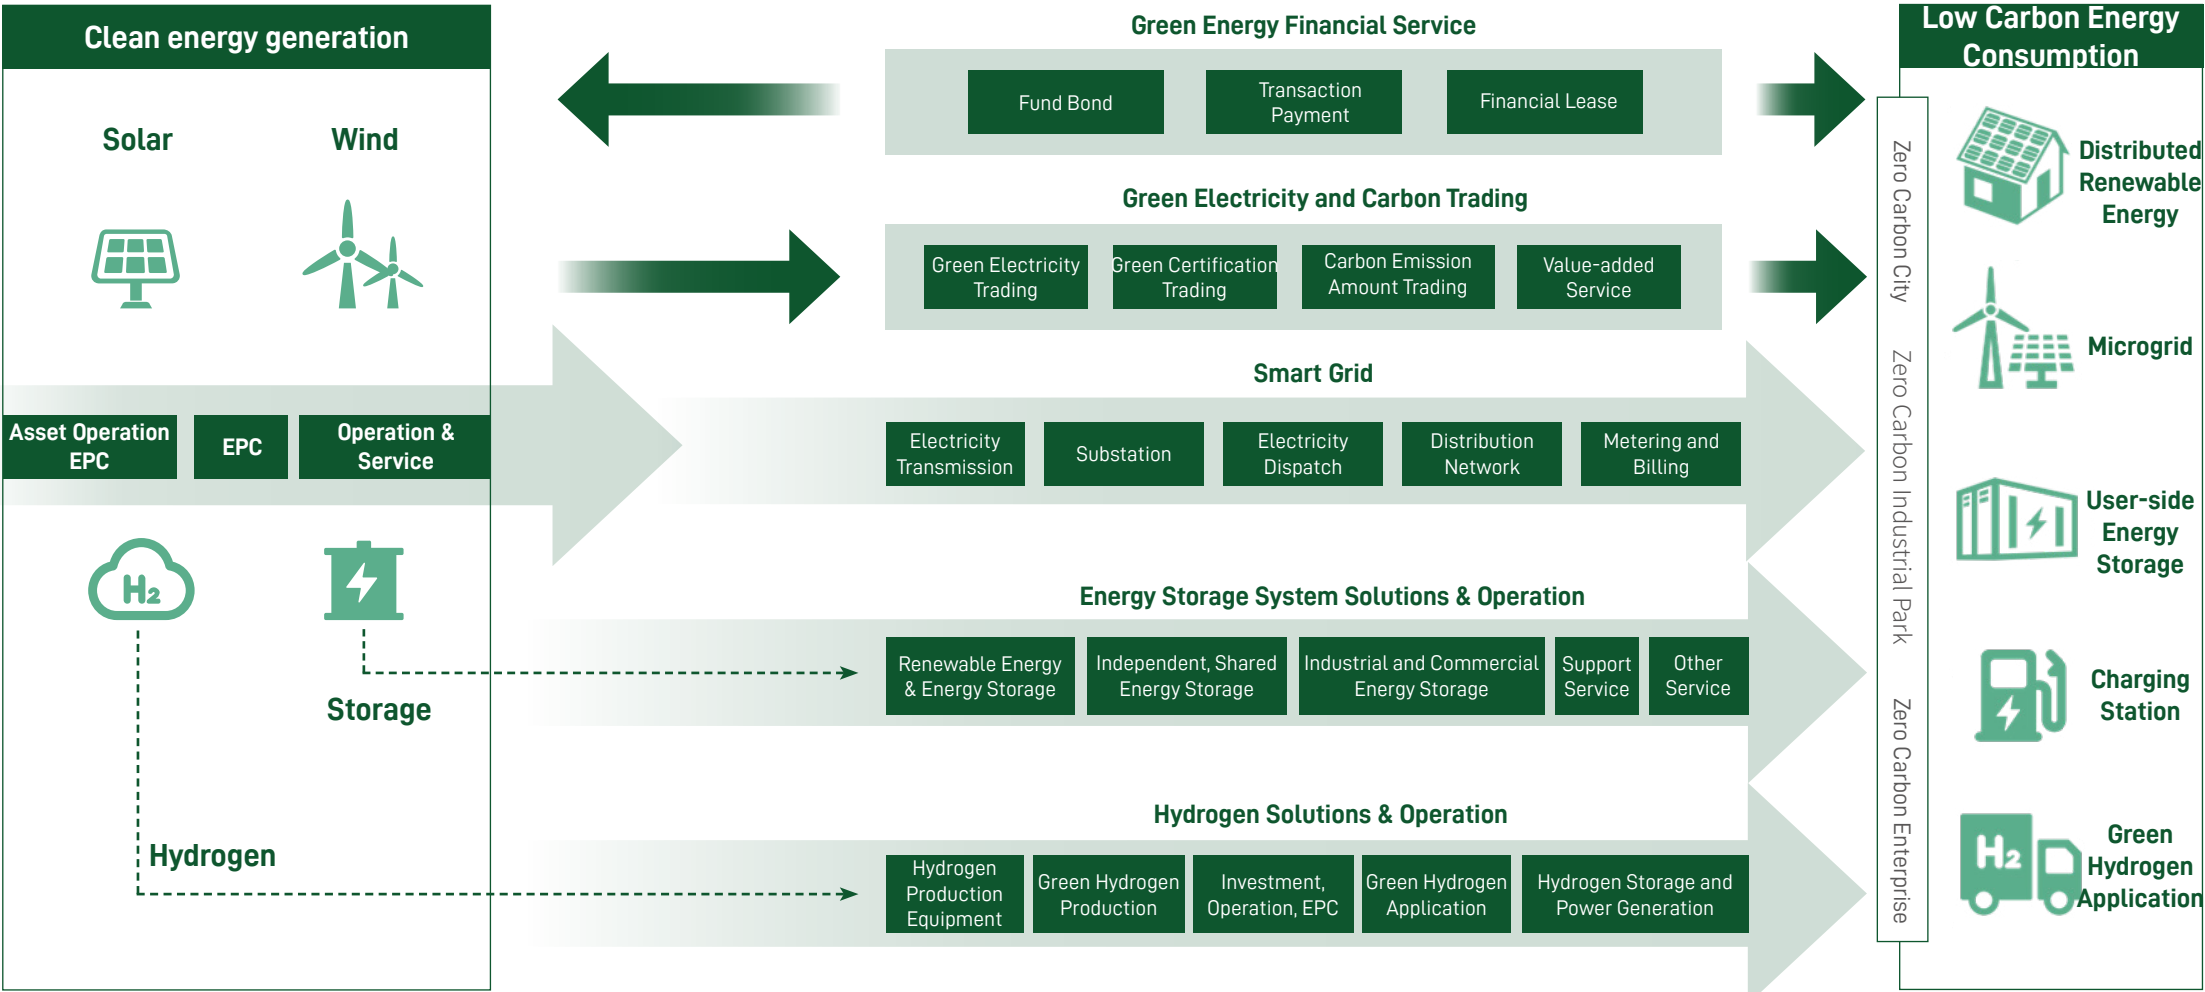 Clean energy generation
Solar
Wind
Asset Operation
EPC
EPC
Operation &
Service
H2
Storage
Hydrogen
Green Energy Financial Service
Fund Bond
Transaction
Payment
Financial Lease
Green Electricity and Carbon Trading
Green Electricity
Trading
Green Certification
Trading
Carbon Emission
Amount Trading
Value-added
Service
Smart Grid
Electricity
Transmission
Substation
Electricity
Dispatch
Distribution
Network
Metering and
Billing
Energy Storage System Solutions & Operation
Renewable Energy
& Energy Storage
Independent, Shared
Energy Storage
Industrial and Commercial
Energy Storage
Support
Service
Other
Service
Hydrogen Solutions & Operation
Hydrogen
Production
Equipment
Green Hydrogen
Production
Investment,
Operation, EPC
Green Hydrogen
Application
Hydrogen Storage and
Power Generation
Low Carbon Energy
Consumption
Zero Carbon City
Zero Carbon Industrial Park
Zero Carbon Enterprise
Distributed
Renewable
Energy
Microgrid
User-side
Energy
Storage
Charging
Station
H2
Green
Hydrogen
Application